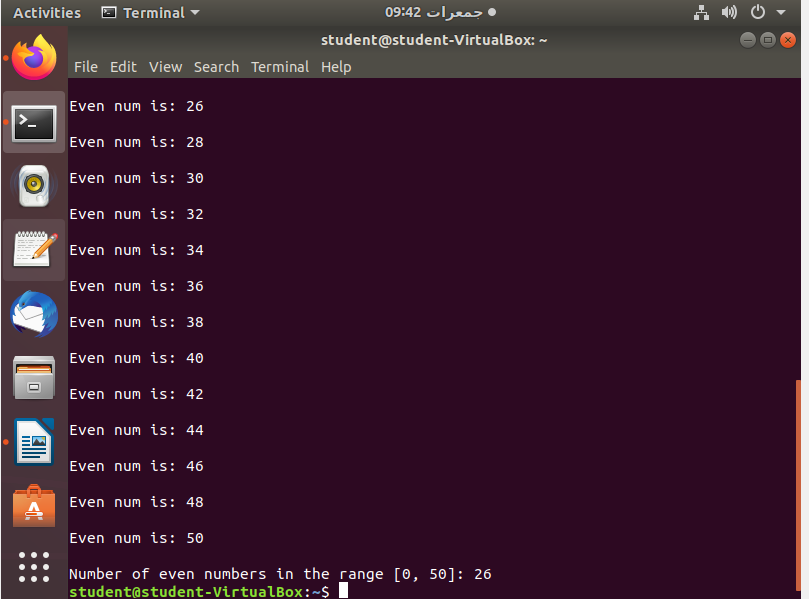 Activities Terminal 09:42 جمعرات
student@student-VirtualBox: ~
File Edit View Search Terminal Help
Even num is: 26
Even num is: 28
Even num is: 30
Even num is: 32
Even num is: 34
Even num is: 36
Even num is: 38
Even num is: 40
Even num is: 42
Even num is: 44
Even num is: 46
Even num is: 48
Even num is: 50
Number of even numbers in the range [0, 50]: 26
student@student-VirtualBox:~$